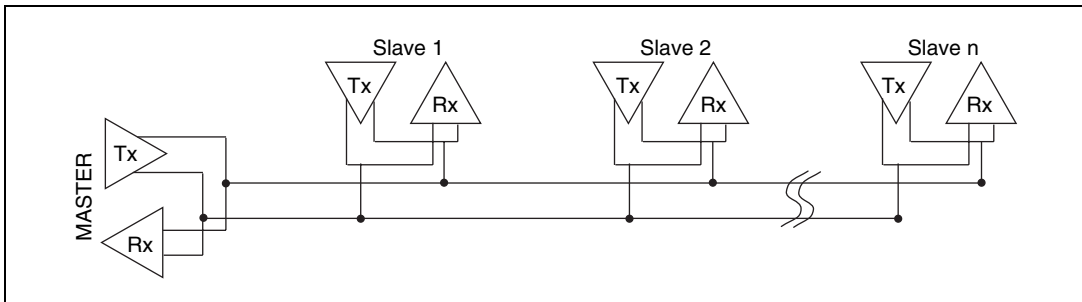 Slave 1
Slave 2
Slave n
Tx
Rx
Tx
Rx
Tx
Rx
MASTER
Tx
Rx